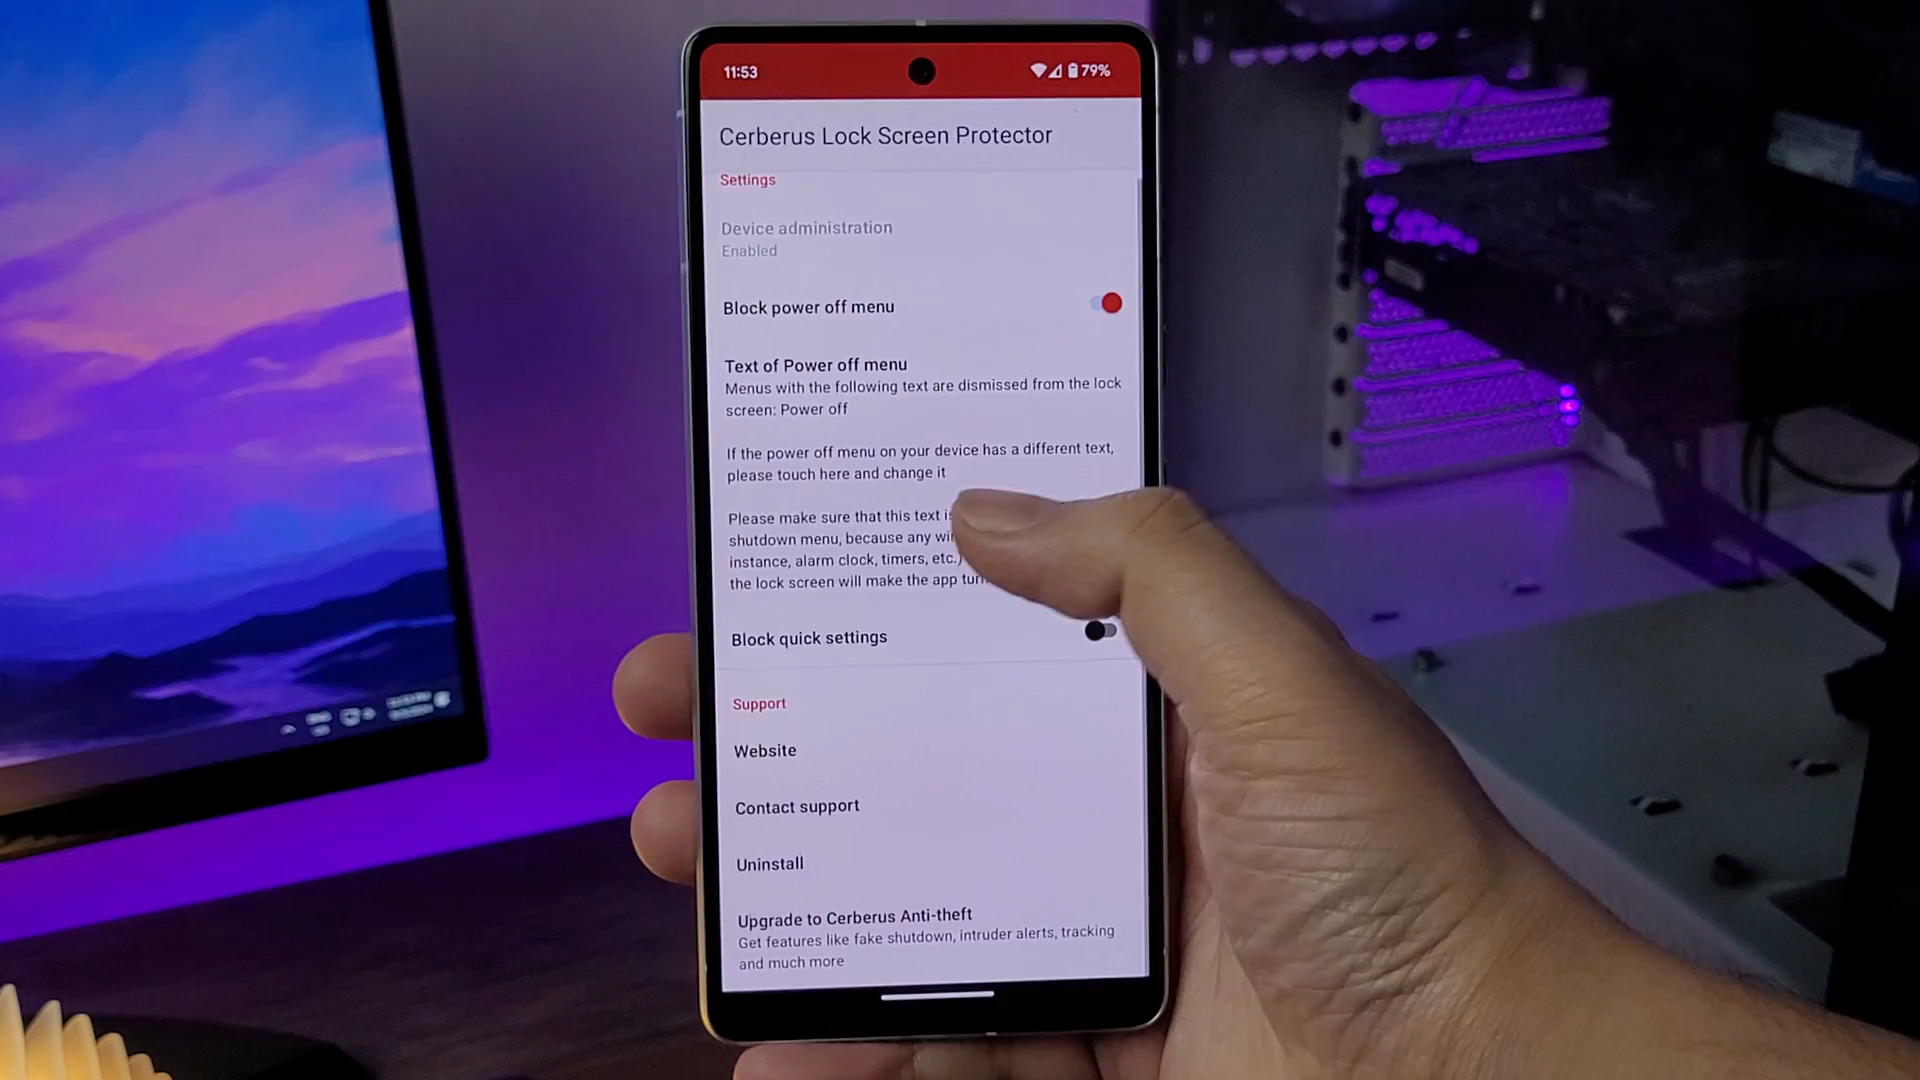 11:53
79%
Cerberus Lock Screen Protector
Settings
Device administration
Enabled
Block power off menu
Text of Power off menu
Menus with the following text are dismissed from the lock
screen: Power off
If the power off menu on your device has a different text,
please touch here and change it
Please make sure that this text
shutdown menu, because any
instance, alarm clock, timers, etc.)
the lock screen will make the app
Block quick settings
Support
Website
Contact support
Uninstall
Upgrade to Cerberus Anti-theft
Get features like fake shutdown, intruder alerts, tracking
and much more